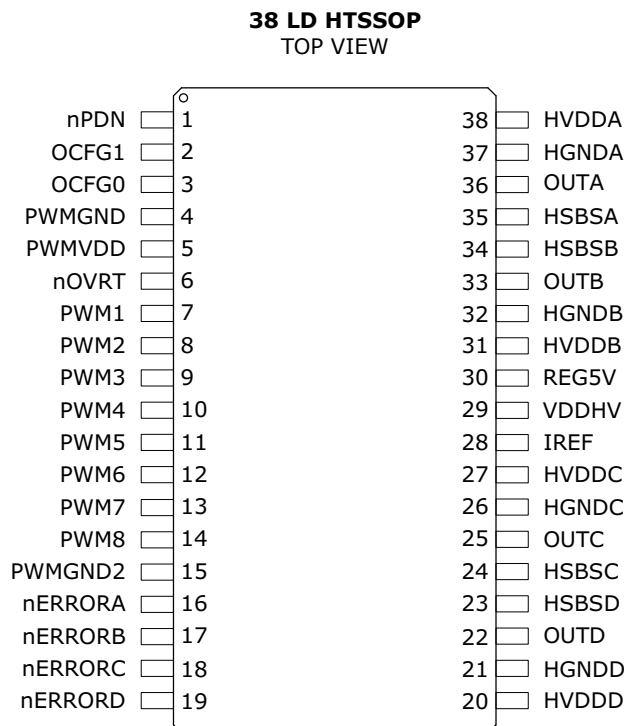 38 LD HTSSOP
TOP VIEW
nPDN 1 38 HVDDA
OCFG1 2 37 HGNDA
OCFG0 3 36 OUTA
PWMGND 4 35 HSBSA
PWMVDD 5 34 HSBSB
nOVRT 6 33 OUTB
PWM1 7 32 HGNDB
PWM2 8 31 HVDDB
PWM3 9 30 REG5V
PWM4 10 29 VDDHV
PWM5 11 28 IREF
PWM6 12 27 HVDDC
PWM7 13 26 HGNDC
PWM8 14 25 OUTC
PWMGND2 15 24 HSBSC
nERRORA 16 23 HSBSD
nERRORB 17 22 OUTD
nERRORC 18 21 HGNDD
nERRORD 19 20 HVDDD